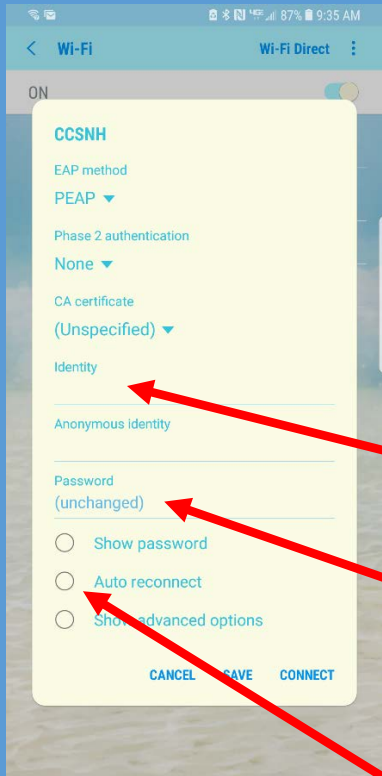 87% 9:35 AM
Wi-Fi Wi-Fi Direct
ON
CCSNH
EAP method
PEAP
Phase 2 authentication
None
CA certificate
(Unspecified)
Identity
Anonymous identity
Password
(unchanged)
Show password
Auto reconnect
Show advanced options
CANCEL SAVE CONNECT